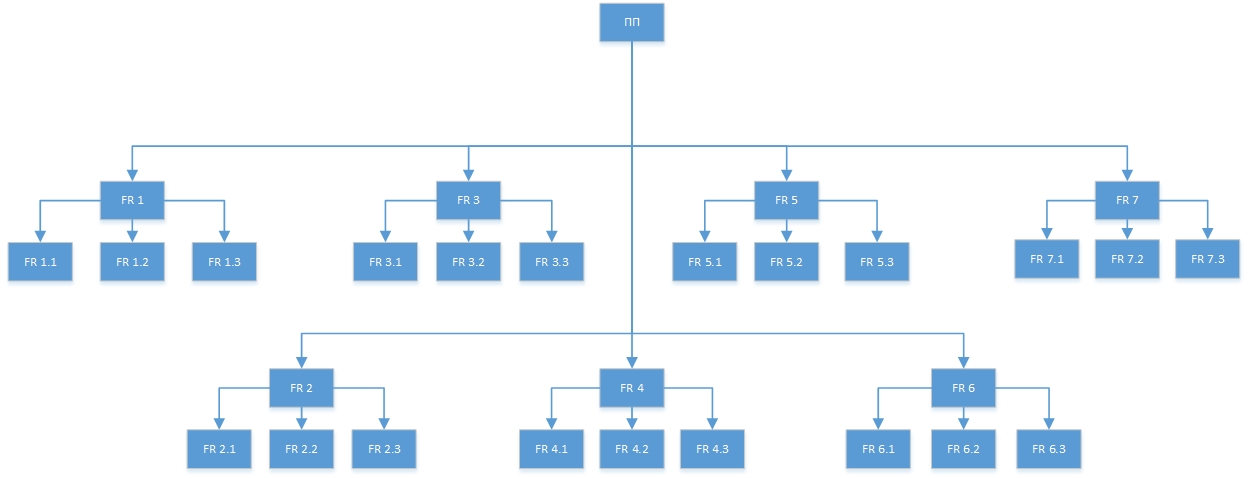 ПП
FR 1
FR 3
FR 5
FR 7
FR 1.1
FR 1.2
FR 1.3
FR 3.1
FR 3.2
FR 3.3
FR 5.1
FR 5.2
FR 5.3
FR 7.1
FR 7.2
FR 7.3
FR 2
FR 4
FR 6
FR 2.1
FR 2.2
FR 2.3
FR 4.1
FR 4.2
FR 4.3
FR 6.1
FR 6.2
FR 6.3